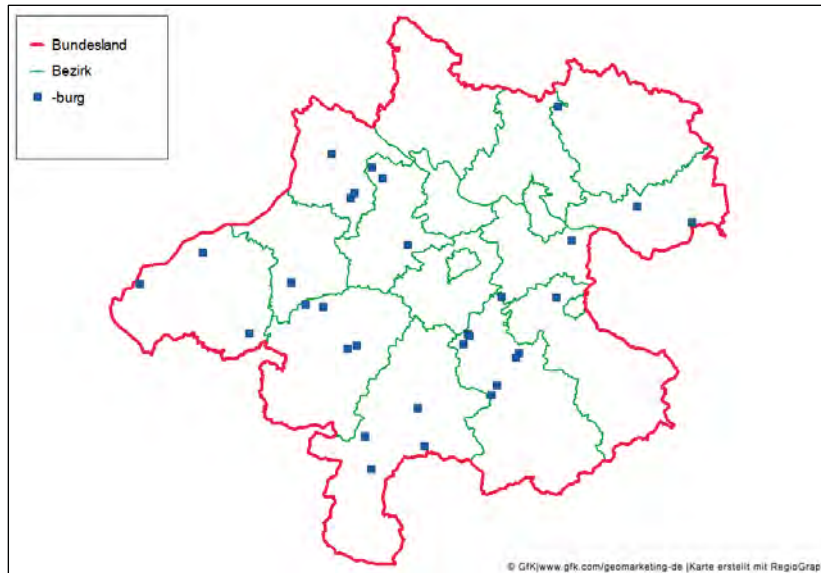 Bundesland
Bezirk
-burg
© GfK|www.gfk.com/geomarketing-de |Karte erstellt mit RegioGrap